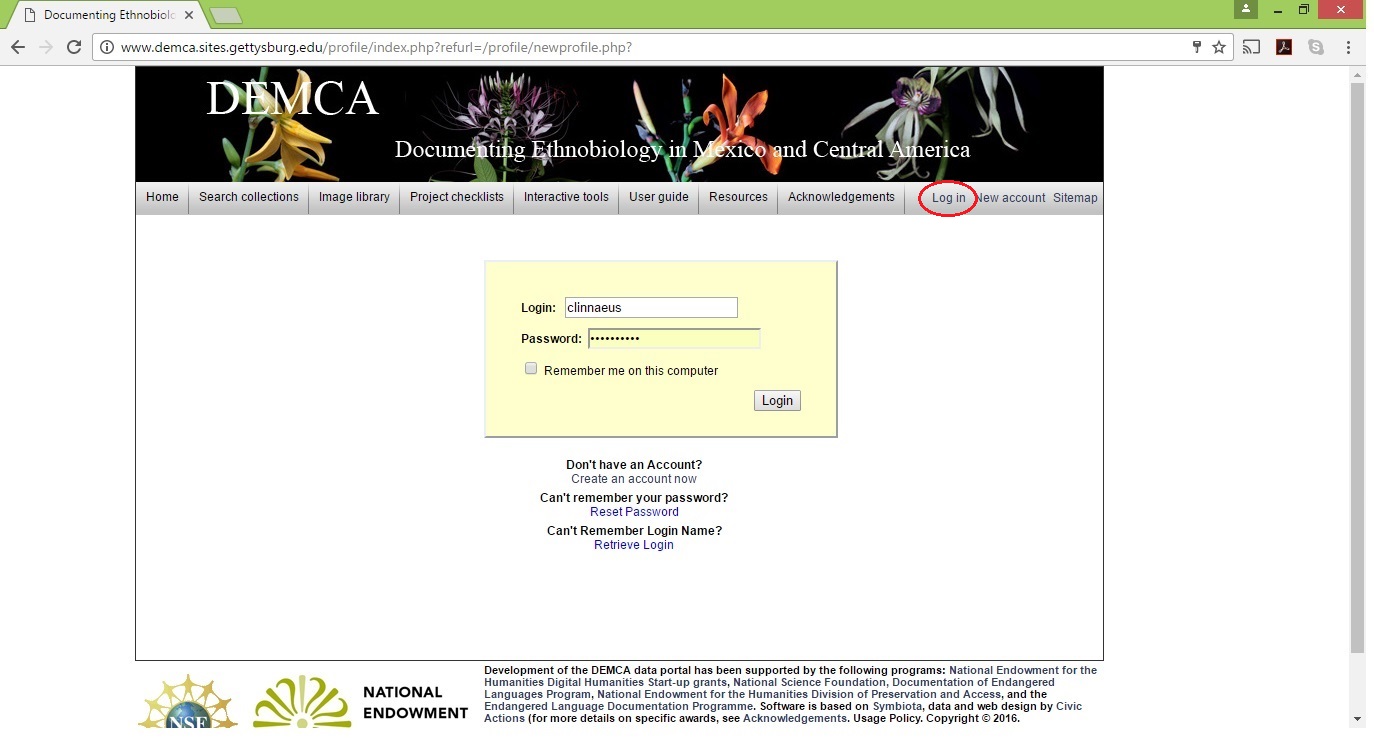 Documenting Ethnobiolo
www.demca.sites.gettysburg.edu/profile/index.php?refurl=/profile/newprofile.php?
DEMCA
Documenting Ethnobiology in Mexico and Central America
Home Search collections Image library Project checklists Interactive tools User guide Resources Acknowledgements Log in New account Sitemap
Login: clinnaeus
Password: ••••••••••
Remember me on this computer
Login
Don't have an Account?
Create an account now
Can't remember your password?
Reset Password
Can't Remember Login Name?
Retrieve Login
NSF
NATIONAL
ENDOWMENT
Development of the DEMCA data portal has been supported by the following programs: National Endowment for the
Humanities Digital Humanities Start-up grants, National Science Foundation, Documentation of Endangered
Languages Program, National Endowment for the Humanities Division of Preservation and Access, and the
Endangered Language Documentation Programme. Software is based on Symbiota, data and web design by Civic
Actions (for more details on specific awards, see Acknowledgements. Usage Policy. Copyright © 2016.